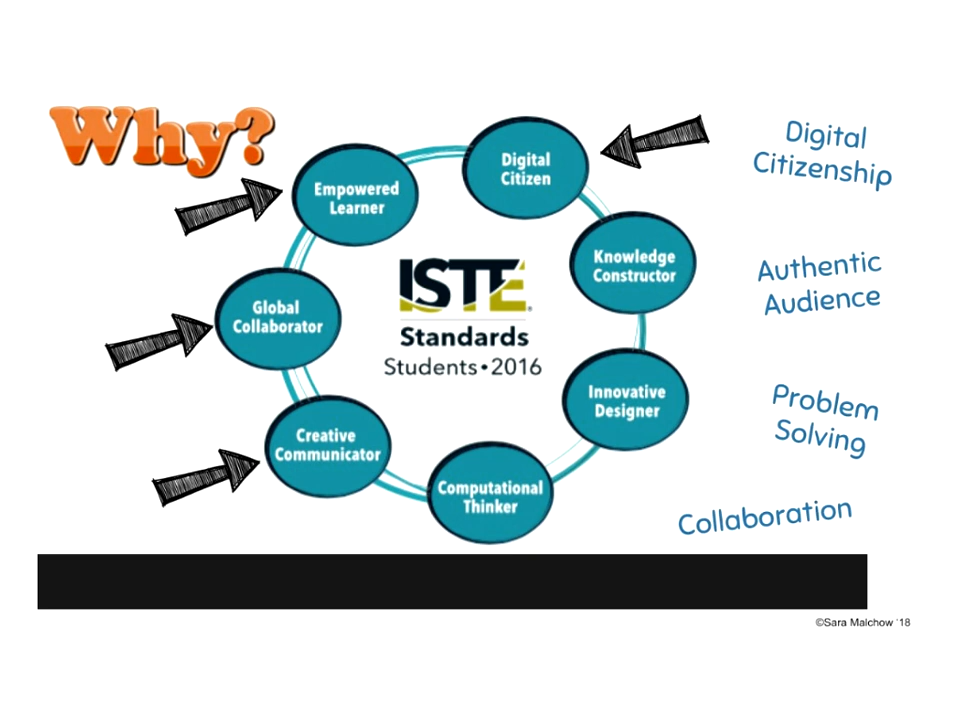 Why?
Empowered
Learner
Digital
Citizen
Knowledge
Constructor
Innovative
Designer
Computational
Thinker
Creative
Communicator
Global
Collaborator
ISTE®
Standards
Students•2016
Digital
Citizenship
Authentic
Audience
Problem
Solving
Collaboration
©Sara Malchow '18